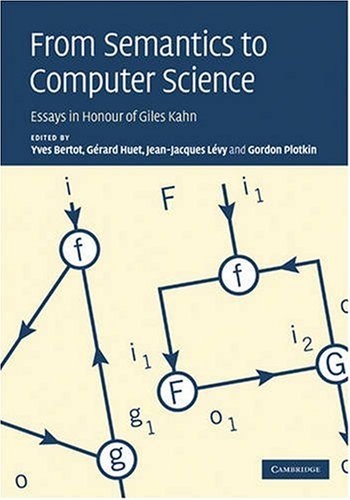 From Semantics to
Computer Science
Essays in Honour of Giles Kahn
EDITED BY
Yves Bertot, Gérard Huet, Jean-Jacques Lévy and Gordon Plotkin
i
F
i1
f
f
i2
i1
F
G
g1
o1
g
o
CAMBRIDGE